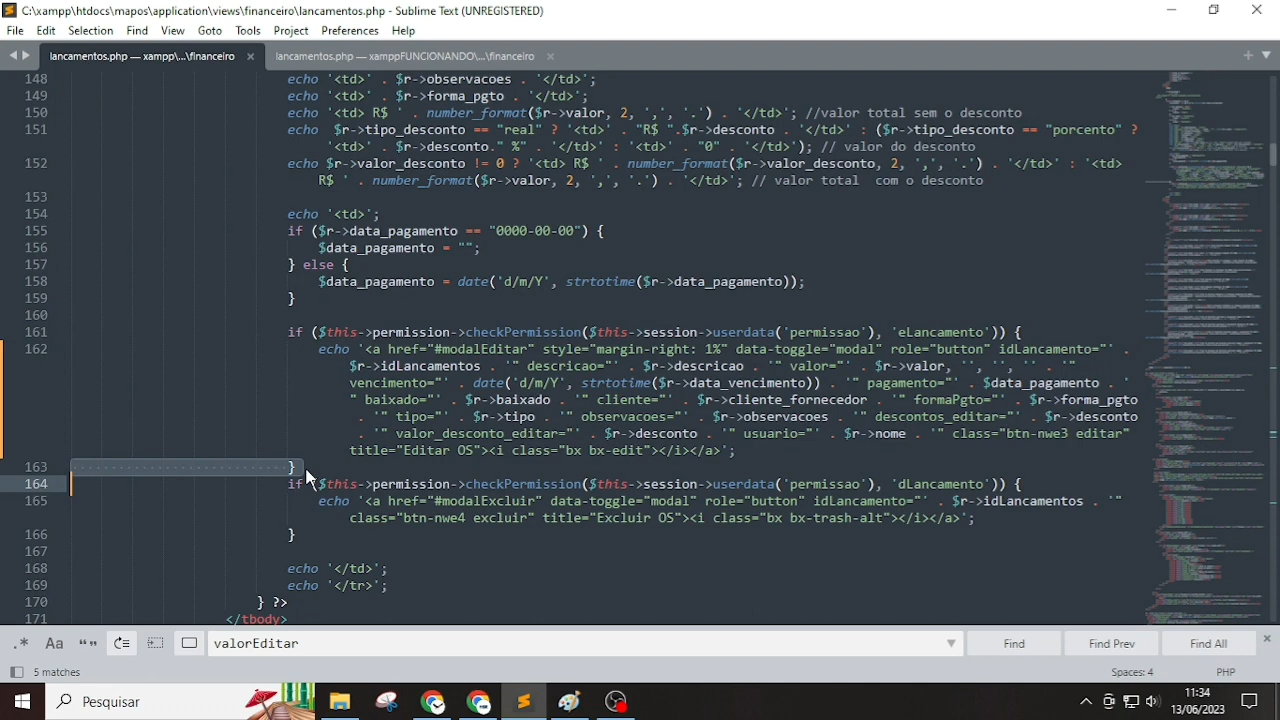 C:\xampp\htdocs\mapos\application\views\financeiro\lancamentos.php - Sublime Text (UNREGISTERED)
File Edit Selection Find View Goto Tools Project Preferences Help
lancamentos.php — xampp\...\financeiro lancamentos.php — xamppFUNCIONANDO\...\financeiro
148 echo '<td>' . $r->observacoes . '</td>';
149 echo '<td>' . $r->forma_pgto . '</td>';
150 echo '<td> R$ ' . number_format($r->valor, 2, ',', '.') . '</td>'; //valor total sem o desconto
151 echo $r->tipo_desconto == "real" ? '<td>' . "R$ ".$r->desconto . '</td>' : ($r->tipo_desconto == "porcento" ?
'<td>' . $r->desconto." %" . '</td>' : '<td>' . "0" . '</td>'); // valor do desconto
152 echo $r->valor_desconto != 0 ? '<td> R$ ' . number_format($r->valor_desconto, 2, ',', '.') . '</td>' : '<td>
R$ ' . number_format($r->valor, 2, ',', '.') . '</td>'; // valor total  com o desconto
153
154 echo '<td>';
155 if ($r->data_pagamento == "0000-00-00") {
156 $data_pagamento = "";
157 } else {
158 $data_pagamento = date('d/m/Y', strtotime($r->data_pagamento));
159 }
160
161 if ($this->permission->checkPermission($this->session->userdata('permissao'), 'eLancamento')) {
162 echo '<a href="#modalEditar" style="margin-right: 1%" data-toggle="modal" role="button" idLancamento="' .
$r->idLancamentos . '" descricao="' . $r->descricao . '" valor="' . $r->valor, '', '' . '"
vencimento="' . date('d/m/Y', strtotime($r->data_vencimento)) . '" pagamento="' . $data_pagamento . '
" baixado="' . $r->baixado . '" cliente="' . $r->cliente_fornecedor . '" formaPgto="' . $r->forma_pgto
. '" tipo="' . $r->tipo . '" observacoes="' . $r->observacoes . '" descontos_editar="' . $r->desconto
. '" valor_desconto_editar="' . $r->desconto . '" usuario="' . $r->nome . '" class="btn-nwe3 editar"
title="Editar OS"><i class="bx bx-edit"></i></a>';
163 }
164 if ($this->permission->checkPermission($this->session->userdata('permissao'), 'dLancamento')) {
165 echo '<a href="#modalExcluir" data-toggle="modal" role="button" idLancamento="' . $r->idLancamentos . '"
class="btn-nwe4 excluir" title="Excluir OS"><i class="bx bx-trash-alt"></i></a>';
166 }
167
168 echo '</td>';
169 echo '</tr>';
170 } ?>
171 </tbody>
.* Aa “” valorEditar Find Find Prev Find All
5 matches Spaces: 4 PHP
Pesquisar 11:34
13/06/2023